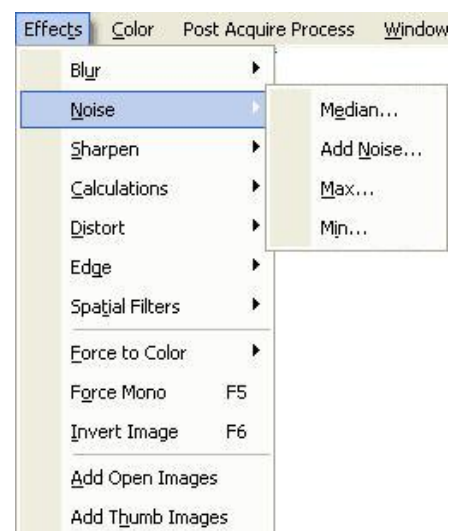 Effects Color Post Acquire Process Window
Blur
Noise
Median...
Sharpen
Add Noise...
Calculations
Max...
Distort
Min...
Edge
Spatial Filters
Force to Color
Force Mono F5
Invert Image F6
Add Open Images
Add Thumb Images